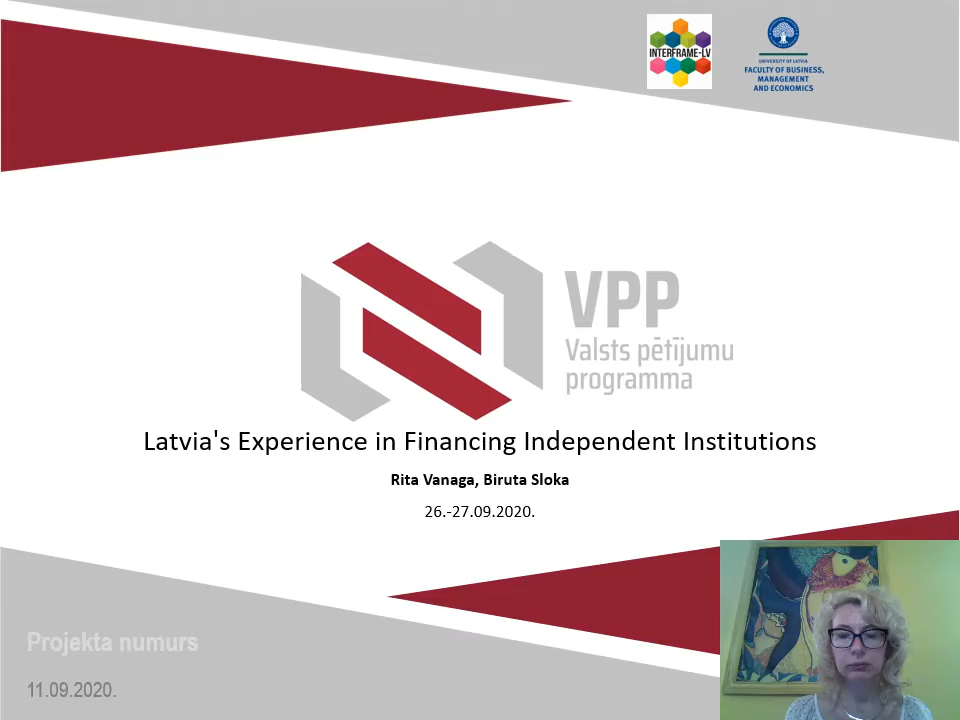 INTERFRAME-LV
UNIVERSITY OF LATVIA
FACULTY OF BUSINESS,
MANAGEMENT
AND ECONOMICS
VPP
Valsts pētījumu
programma
Latvia's Experience in Financing Independent Institutions
Rita Vanaga, Biruta Sloka
26.-27.09.2020.
Projekta numurs
11.09.2020.